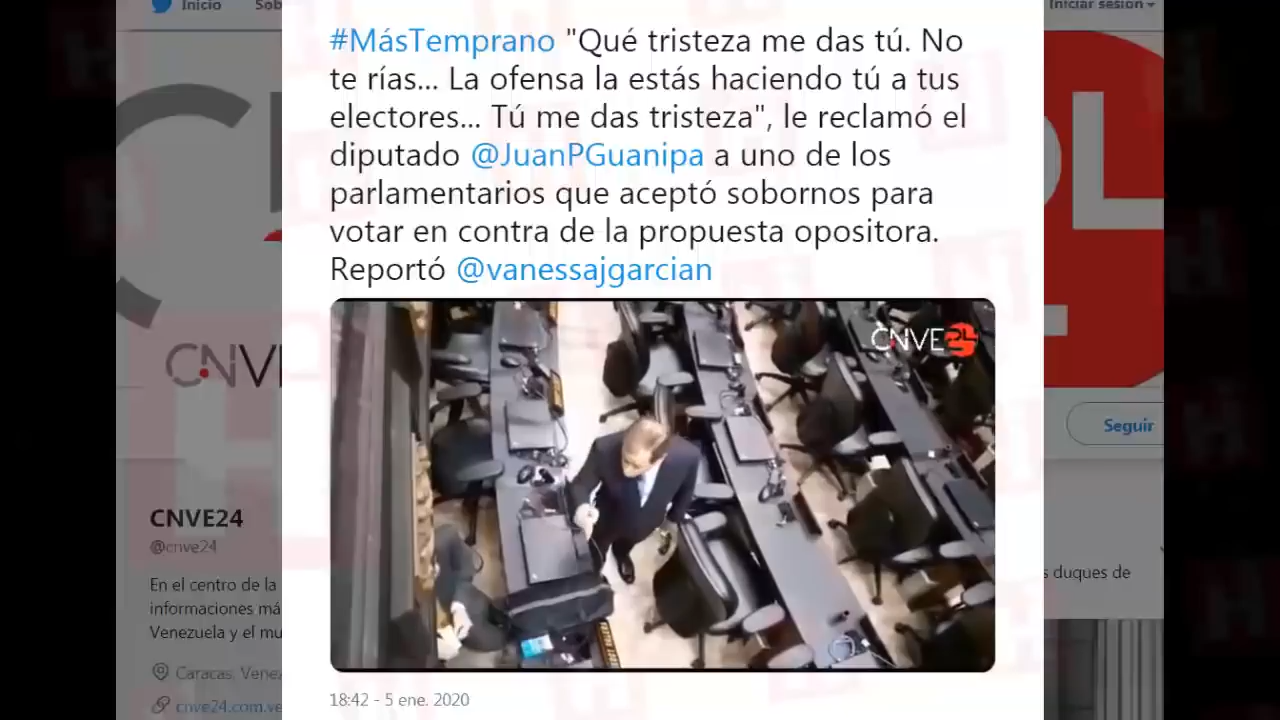 Inicio
Sob
Iniciar sesión
#MásTemprano "Qué tristeza me das tú. No
te rías... La ofensa la estás haciendo tú a tus
electores... Tú me das tristeza", le reclamó el
diputado @JuanPGuanipa a uno de los
parlamentarios que aceptó sobornos para
votar en contra de la propuesta opositora.
Reportó @vanessajgarcian
CNVE24
CNVE
Seguir
CNVE24
@cnve24
En el centro de la
informaciones má
Venezuela y el mu
Caracas, Vene
cnve24.com.ve
s duques de
18:42 - 5 ene. 2020